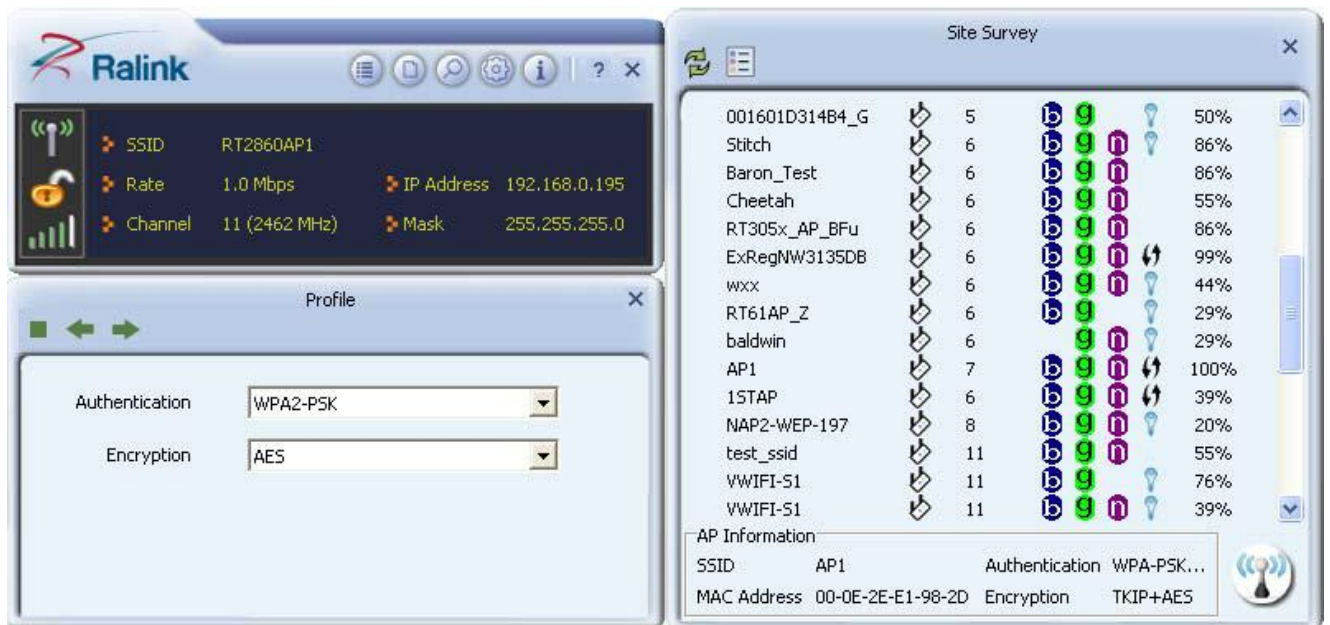 Ralink
i ? ×
SSID RT2860AP1
Rate 1.0 Mbps IP Address 192.168.0.195
Channel 11 (2462 MHz) Mask 255.255.255.0
Profile
Authentication WPA2-PSK
Encryption AES
Site Survey
001601D314B4_G 5 b g 50%
Stitch 6 b g n 86%
Baron_Test 6 b g n 86%
Cheetah 6 b g n 55%
RT305x_AP_BFu 6 b g n 86%
ExRegNW3135DB 6 b g n 99%
wxx 6 b g n 44%
RT61AP_Z 6 b g 29%
baldwin 6 g n 29%
AP1 7 b g n 100%
1STAP 6 b g n 39%
NAP2-WEP-197 8 b g n 20%
test_ssid 11 b g n 55%
VWIFI-S1 11 b g 76%
VWIFI-S1 11 b g n 39%
AP Information
SSID AP1 Authentication WPA-PSK...
MAC Address 00-0E-2E-E1-98-2D Encryption TKIP+AES